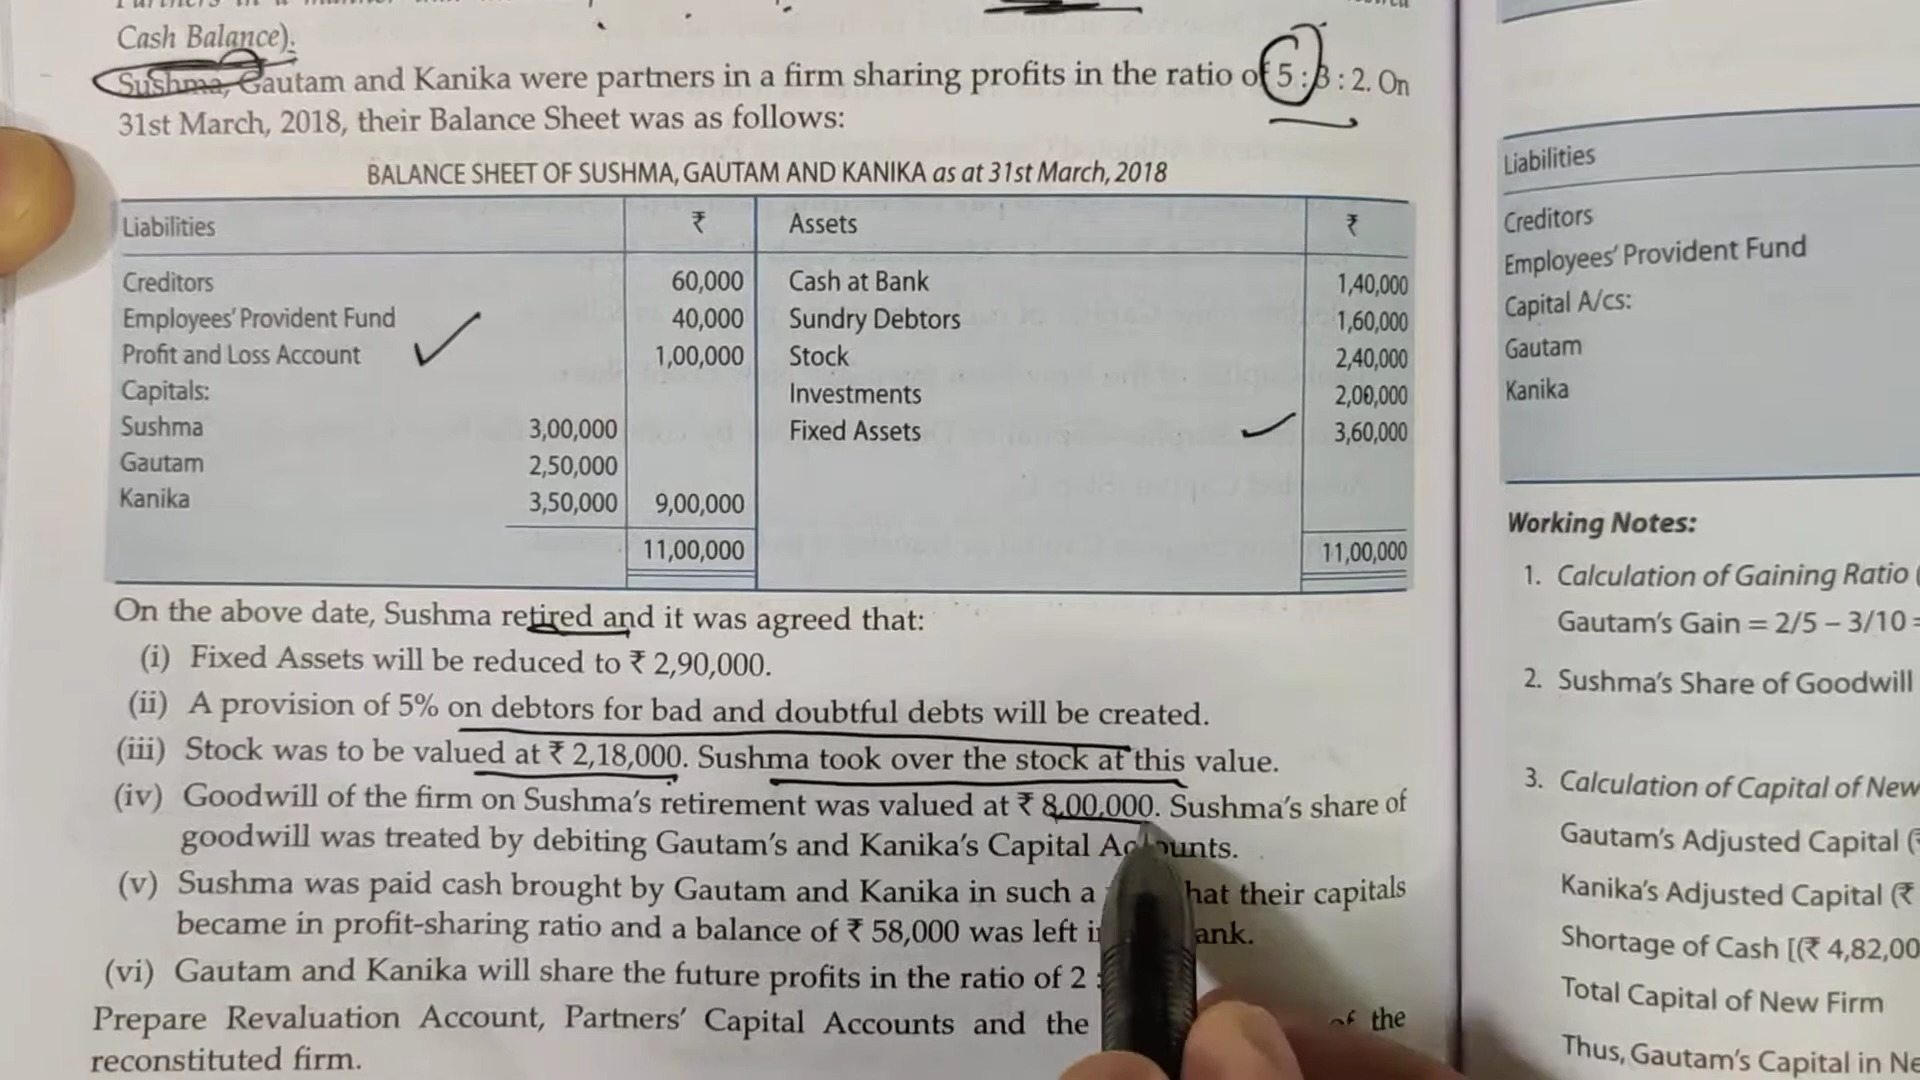 Cash Balance).
Sushma, Gautam and Kanika were partners in a firm sharing profits in the ratio of 5 : 3 : 2. On
31st March, 2018, their Balance Sheet was as follows:
BALANCE SHEET OF SUSHMA, GAUTAM AND KANIKA as at 31st March, 2018
Liabilities ₹ Assets ₹
Creditors 60,000 Cash at Bank 1,40,000
Employees' Provident Fund 40,000 Sundry Debtors 1,60,000
Profit and Loss Account 1,00,000 Stock 2,40,000
Capitals: Investments 2,00,000
Sushma 3,00,000 Fixed Assets 3,60,000
Gautam 2,50,000
Kanika 3,50,000 9,00,000
11,00,000 11,00,000
On the above date, Sushma retired and it was agreed that:
(i) Fixed Assets will be reduced to ₹ 2,90,000.
(ii) A provision of 5% on debtors for bad and doubtful debts will be created.
(iii) Stock was to be valued at ₹ 2,18,000. Sushma took over the stock at this value.
(iv) Goodwill of the firm on Sushma's retirement was valued at ₹ 8,00,000. Sushma's share of
goodwill was treated by debiting Gautam's and Kanika's Capital Accounts.
(v) Sushma was paid cash brought by Gautam and Kanika in such a that their capitals
became in profit-sharing ratio and a balance of ₹ 58,000 was left
(vi) Gautam and Kanika will share the future profits in the ratio of 2 :
Prepare Revaluation Account, Partners' Capital Accounts and the of the
reconstituted firm.
Liabilities
Creditors
Employees' Provident Fund
Capital A/cs:
Gautam
Kanika
Working Notes:
1. Calculation of Gaining Ratio
Gautam's Gain = 2/5 – 3/10 =
2. Sushma's Share of Goodwill
3. Calculation of Capital of New
Gautam's Adjusted Capital
Kanika's Adjusted Capital (₹
Shortage of Cash [(₹ 4,82,00
Total Capital of New Firm
Thus, Gautam's Capital in